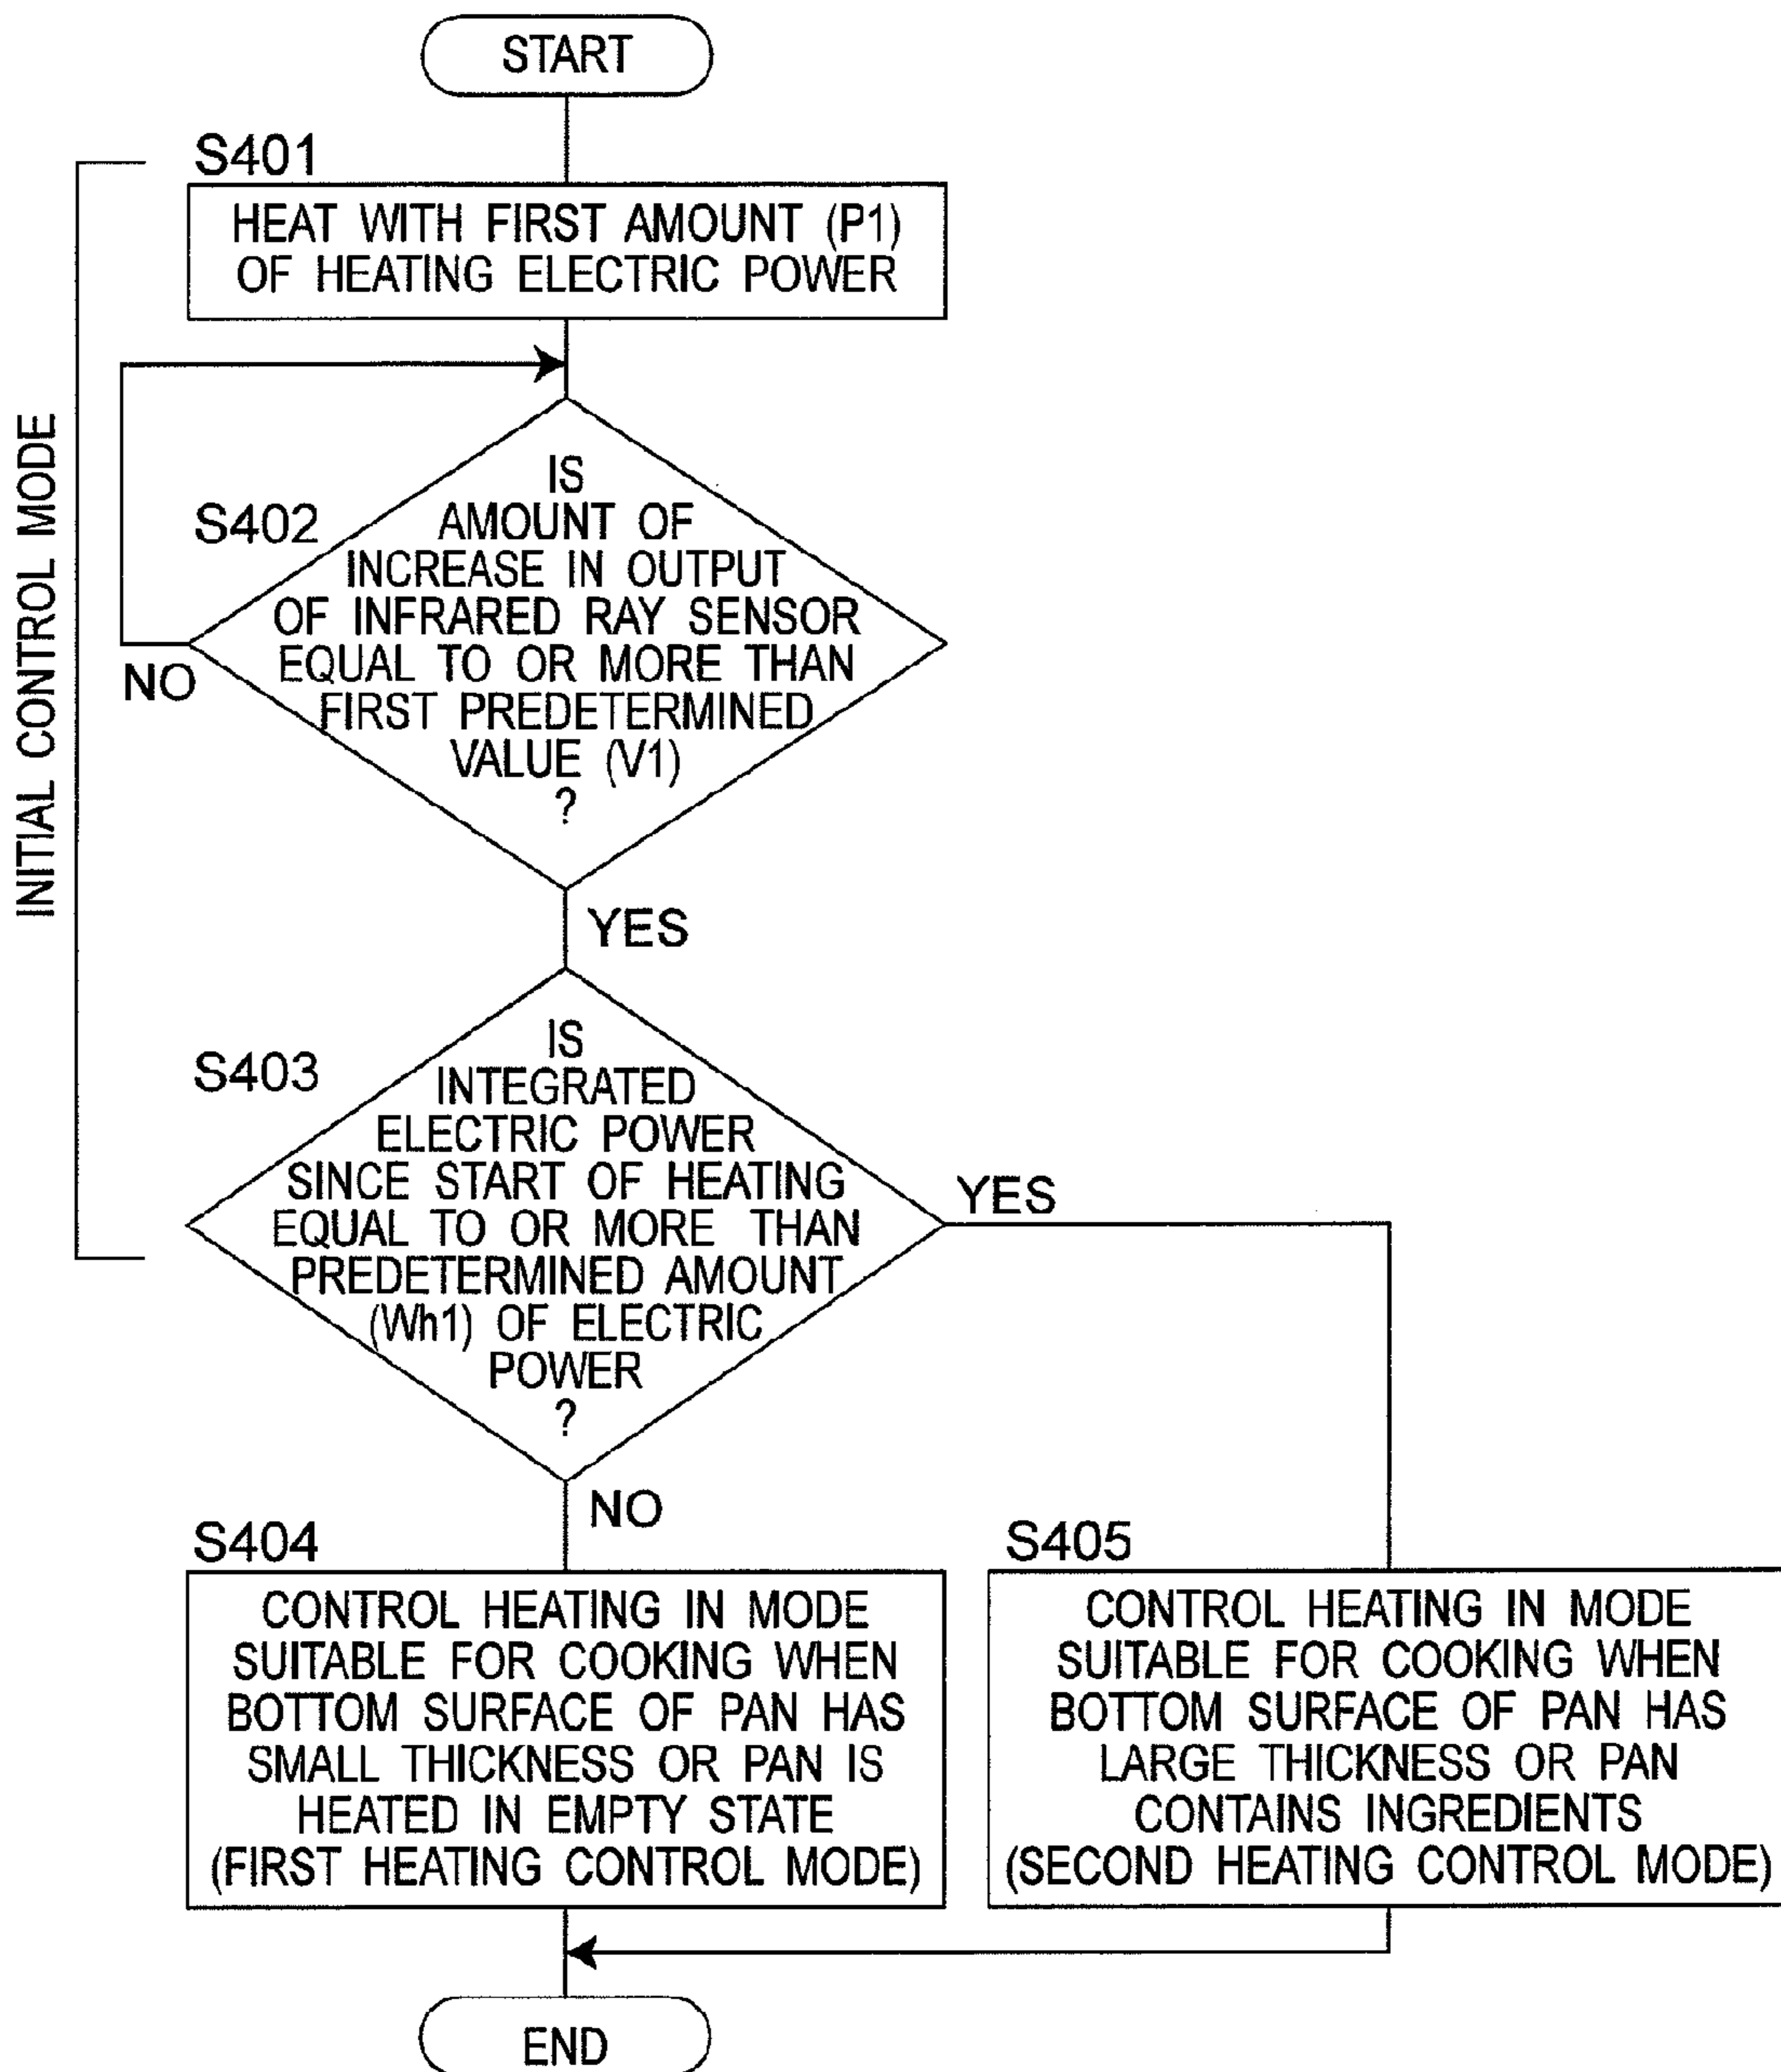 START
S401
HEAT WITH FIRST AMOUNT (P1)
OF HEATING ELECTRIC POWER
INITIAL CONTROL MODE
S402
IS
AMOUNT OF
INCREASE IN OUTPUT
OF INFRARED RAY SENSOR
EQUAL TO OR MORE THAN
FIRST PREDETERMINED
VALUE (V1)
?
NO
YES
S403
IS
INTEGRATED
ELECTRIC POWER
SINCE START OF HEATING
EQUAL TO OR MORE THAN
PREDETERMINED AMOUNT
(Wh1) OF ELECTRIC
POWER
?
YES
NO
S404
CONTROL HEATING IN MODE
SUITABLE FOR COOKING WHEN
BOTTOM SURFACE OF PAN HAS
SMALL THICKNESS OR PAN IS
HEATED IN EMPTY STATE
(FIRST HEATING CONTROL MODE)
S405
CONTROL HEATING IN MODE
SUITABLE FOR COOKING WHEN
BOTTOM SURFACE OF PAN HAS
LARGE THICKNESS OR PAN
CONTAINS INGREDIENTS
(SECOND HEATING CONTROL MODE)
END